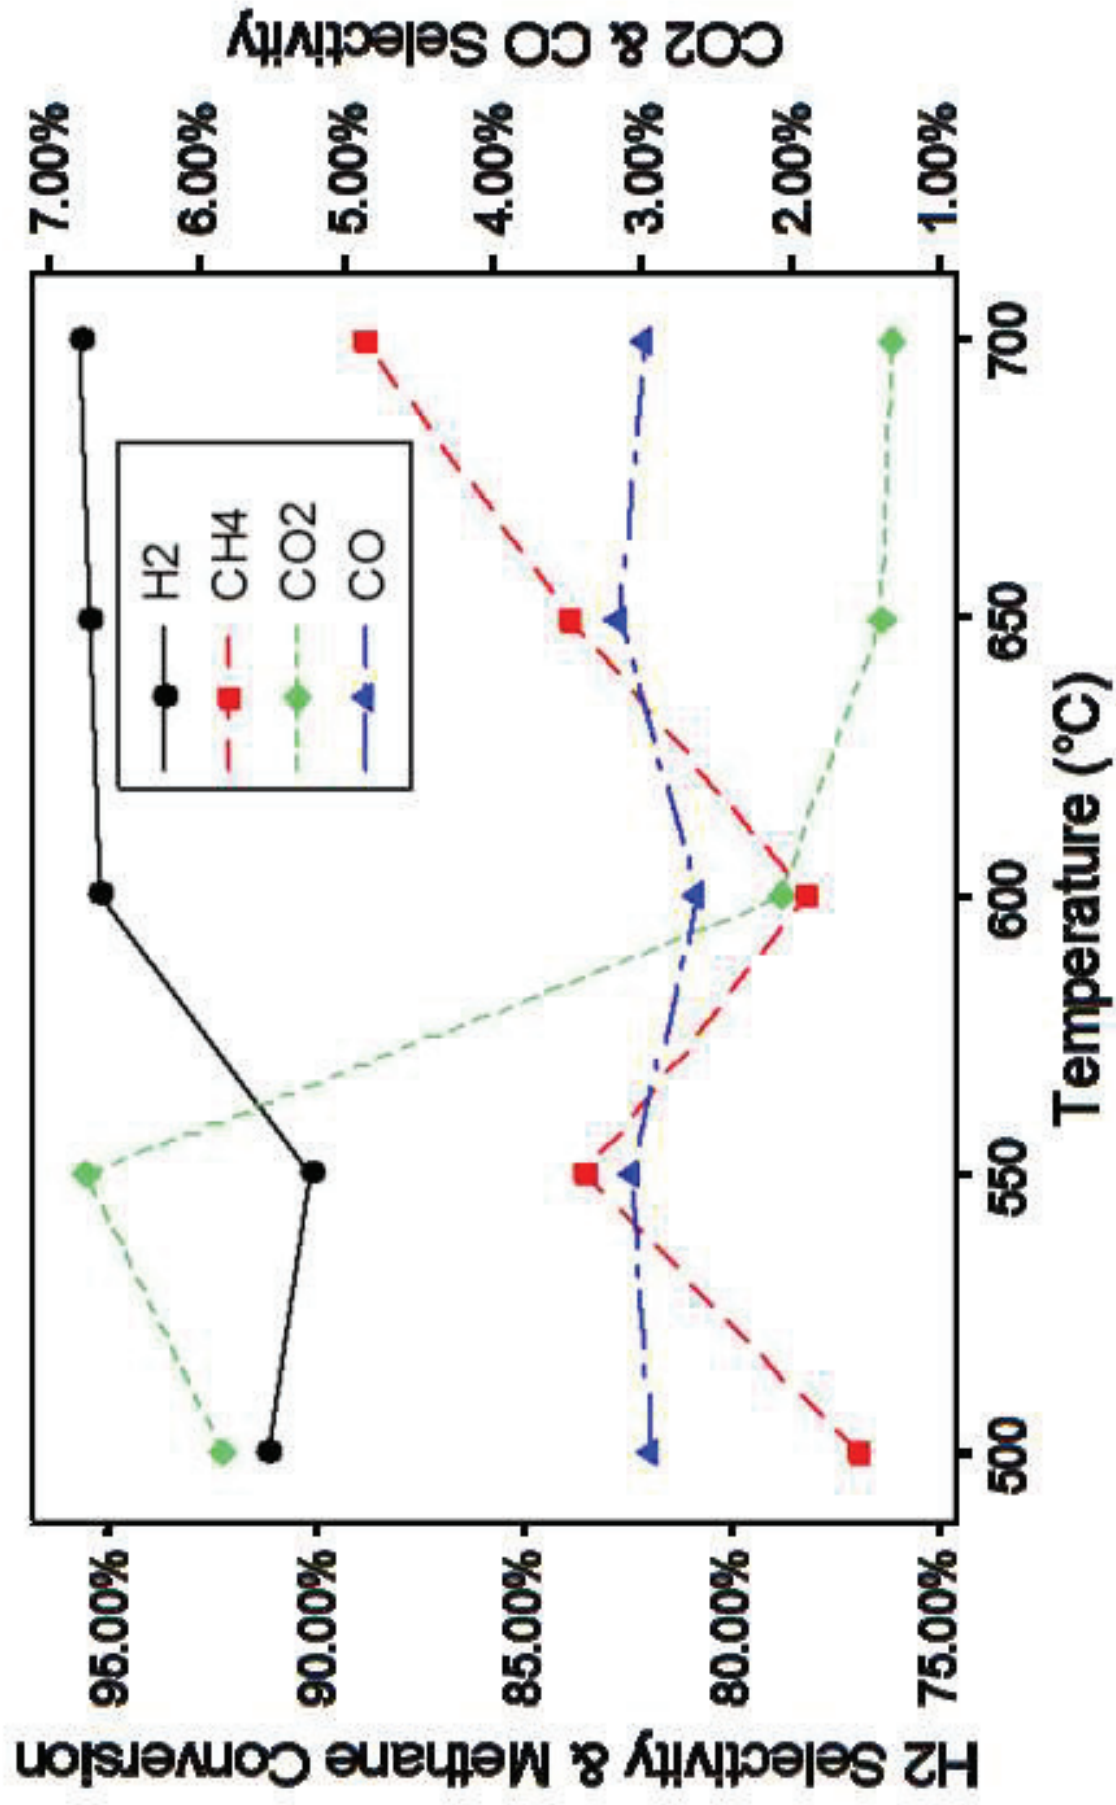 H2 Selectivity & Methane Conversion
95.00%
90.00%
85.00%
80.00%
75.00%
H2
CH4
CO2
CO
7.00%
6.00%
5.00%
4.00%
3.00%
2.00%
1.00%
CO2 & CO Selectivity
500
550
600
650
700
Temperature (°C)